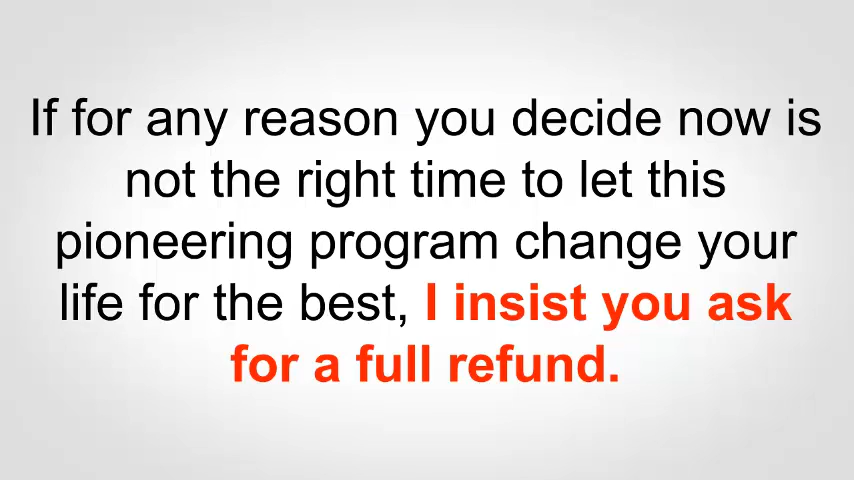 If for any reason you decide now is
not the right time to let this
pioneering program change your
life for the best, I insist you ask
for a full refund.